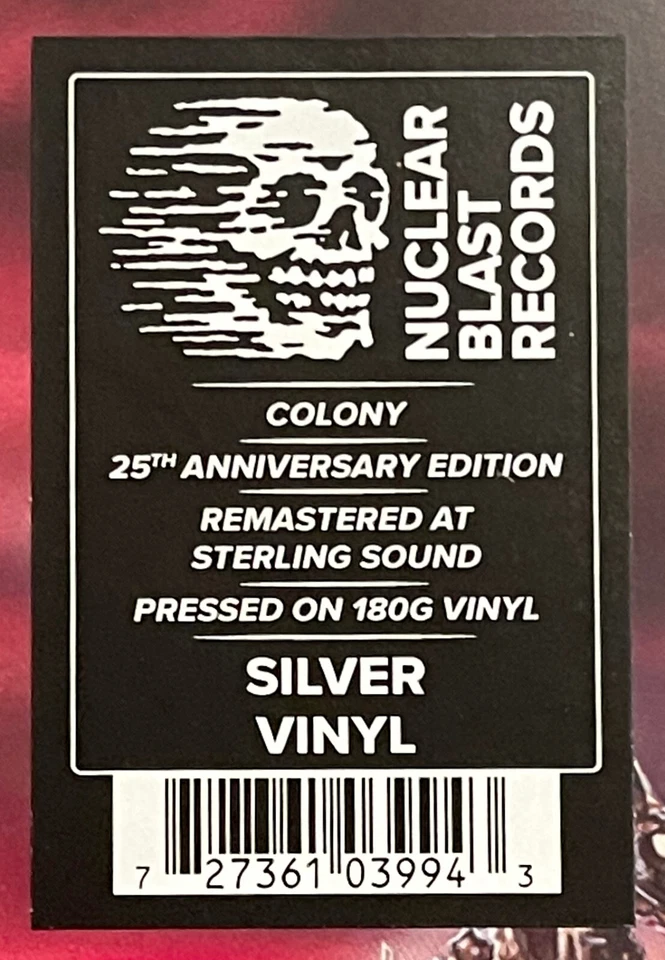 NUCLEAR
BLAST
RECORDS
COLONY
25TH ANNIVERSARY EDITION
REMASTERED AT
STERLING SOUND
PRESSED ON 180G VINYL
SILVER
VINYL
7 27361 03994 3